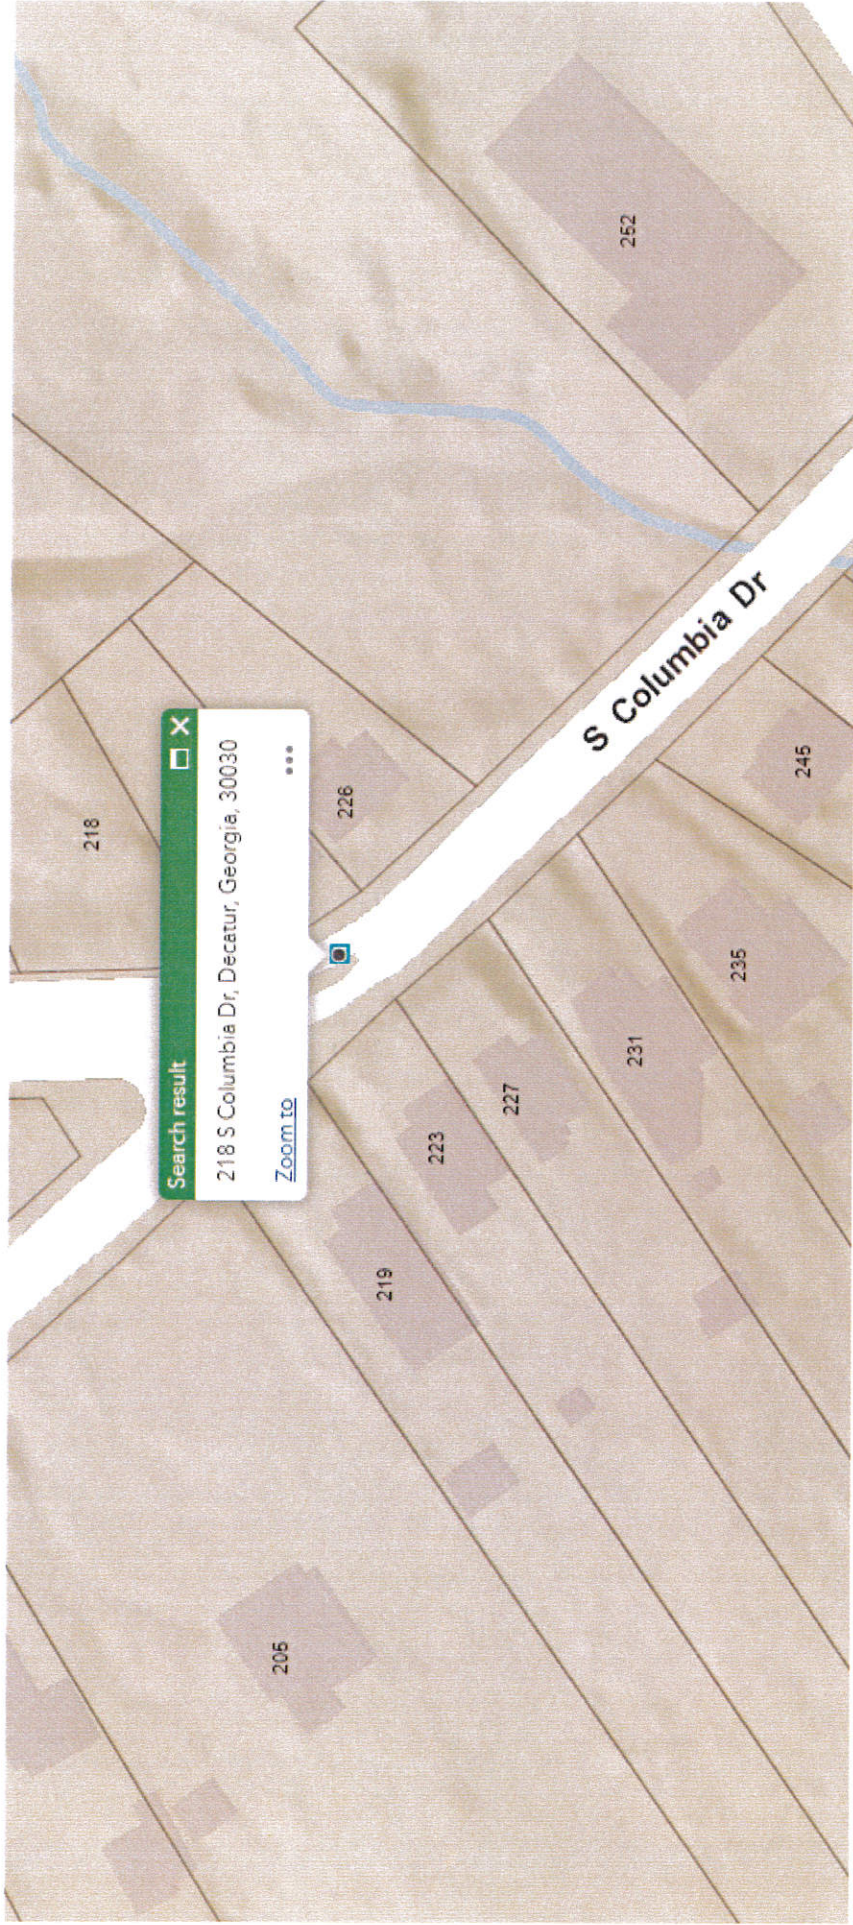 Search result
218 S Columbia Dr, Decatur, Georgia, 30030
Zoom to
•••
218
226
252
S Columbia Dr
245
235
231
227
223
219
205